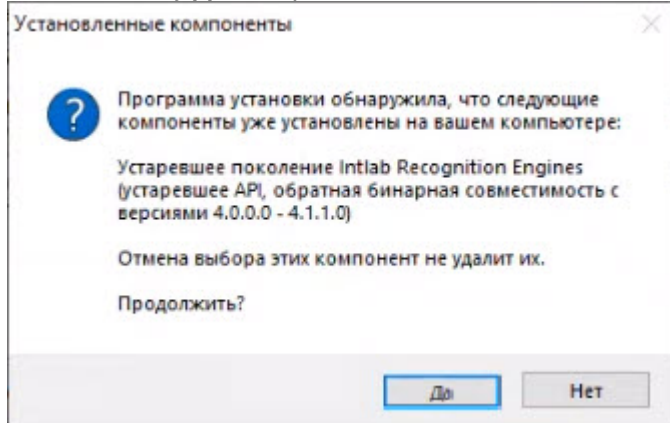 Установленные компоненты
Программа установки обнаружила, что следующие
компоненты уже установлены на вашем компьютере:
Устаревшее поколение Intlab Recognition Engines
(устаревшее API, обратная бинарная совместимость с
версиями 4.0.0.0 - 4.1.1.0)
Отмена выбора этих компонент не удалит их.
Продолжить?
Да
Нет